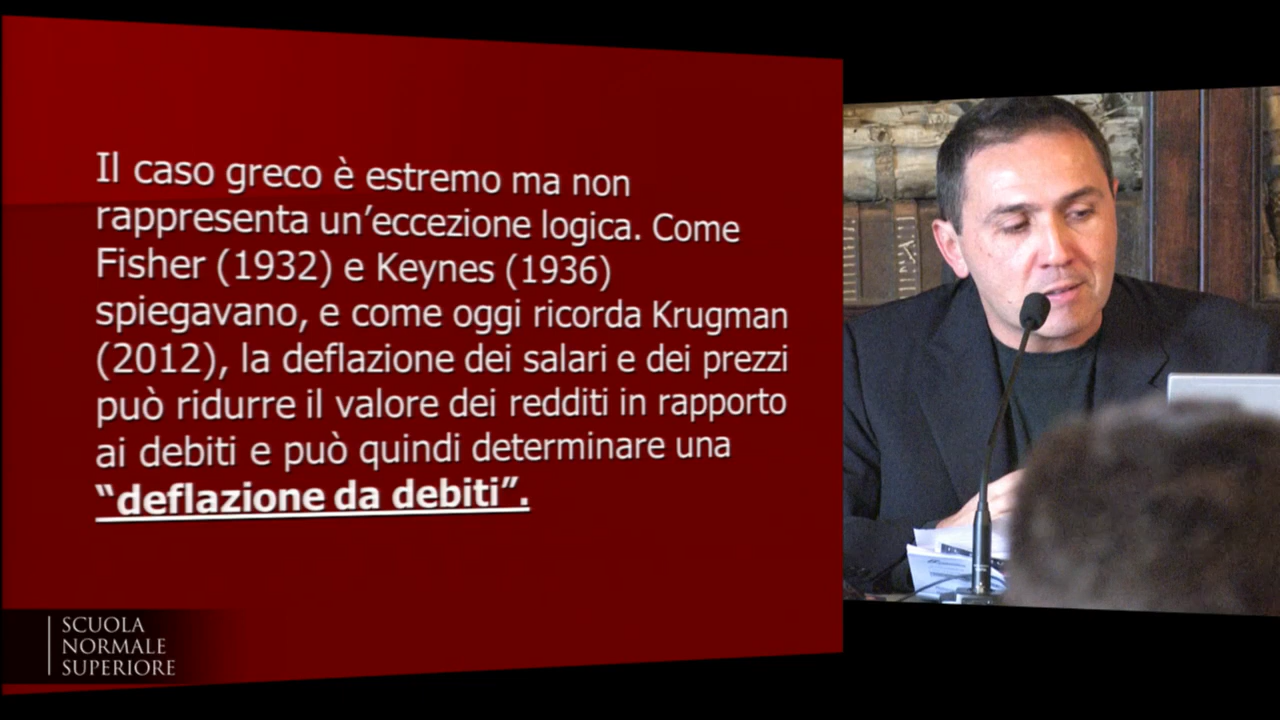 Il caso greco è estremo ma non
rappresenta un’eccezione logica. Come
Fisher (1932) e Keynes (1936)
spiegavano, e come oggi ricorda Krugman
(2012), la deflazione dei salari e dei prezzi
può ridurre il valore dei redditi in rapporto
ai debiti e può quindi determinare una
“deflazione da debiti”.
SCUOLA
NORMALE
SUPERIORE